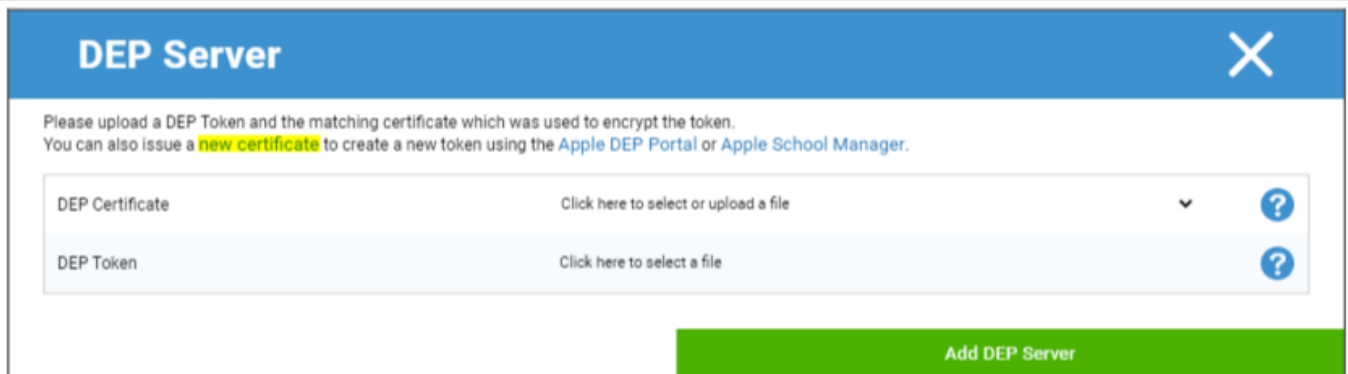 DEP Server
Please upload a DEP Token and the matching certificate which was used to encrypt the token.
You can also issue a new certificate to create a new token using the Apple DEP Portal or Apple School Manager.
DEP Certificate Click here to select or upload a file ?
DEP Token Click here to select a file ?
Add DEP Server